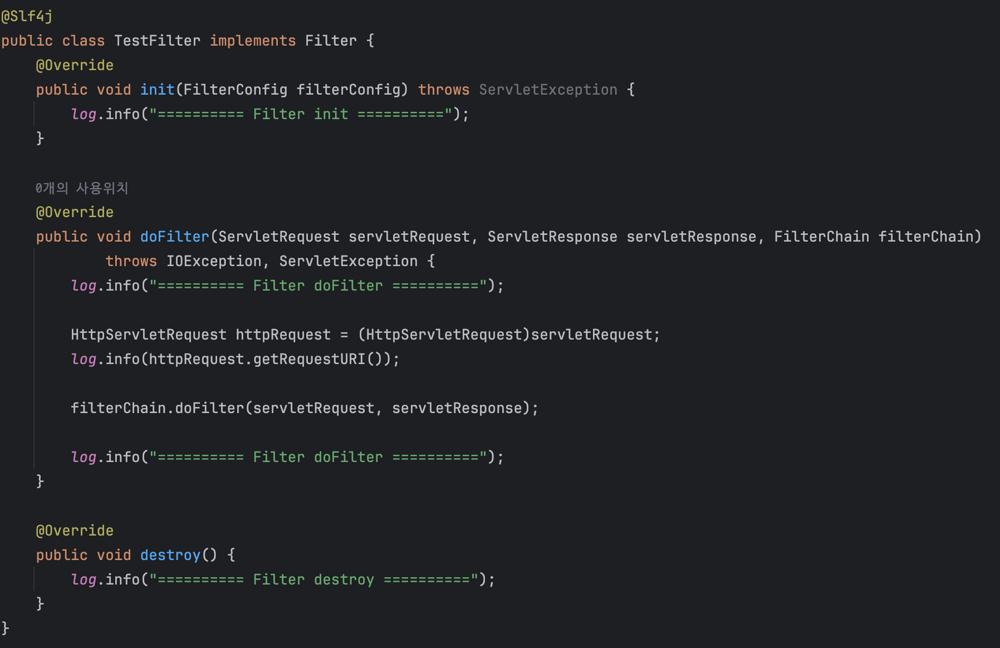 @Slf4j
public class TestFilter implements Filter {
    @Override
    public void init(FilterConfig filterConfig) throws ServletException {
        log.info("========== Filter init ==========");
    }
    0개의 사용위치
    @Override
    public void doFilter(ServletRequest servletRequest, ServletResponse servletResponse, FilterChain filterChain)
            throws IOException, ServletException {
        log.info("========== Filter doFilter ==========");
        HttpServletRequest httpRequest = (HttpServletRequest)servletRequest;
        log.info(httpRequest.getRequestURI());
        filterChain.doFilter(servletRequest, servletResponse);
        log.info("========== Filter doFilter ==========");
    }
    @Override
    public void destroy() {
        log.info("========== Filter destroy ==========");
    }
}